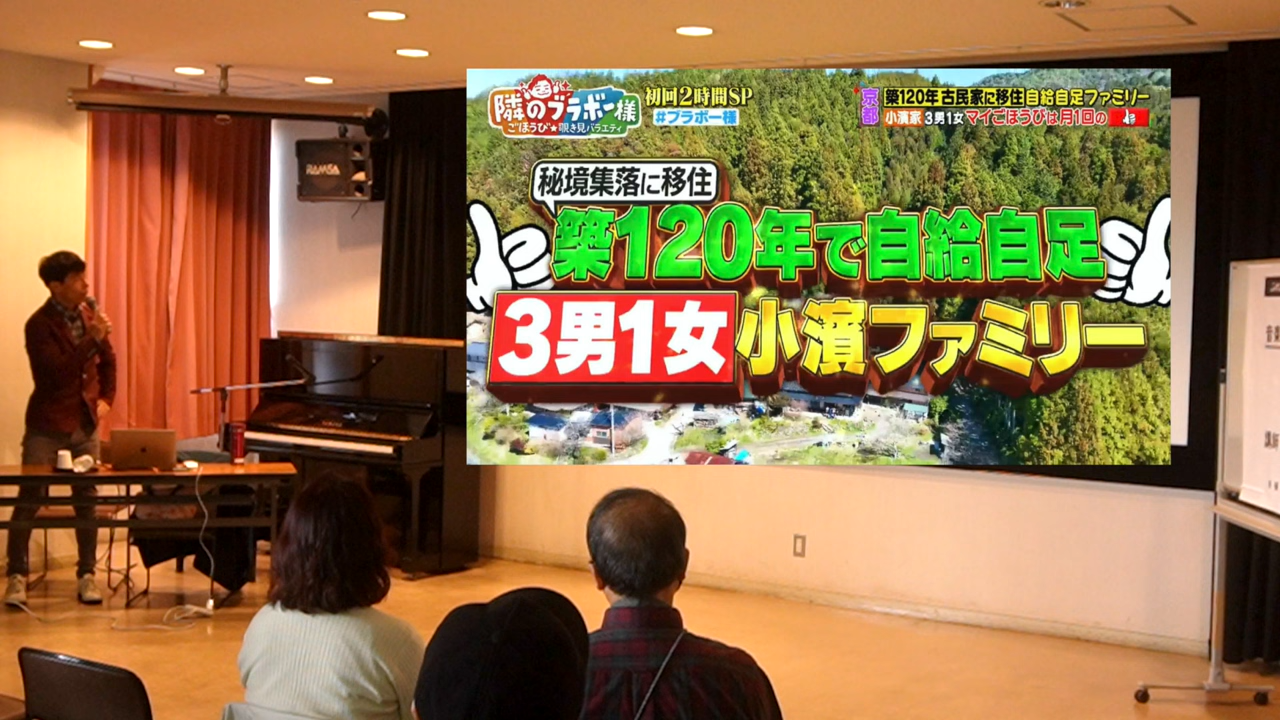 隣のブラボー様
ごほうび★覗き見バラエティ
初回2時間SP
#ブラボー様
京都
築120年古民家に移住 自給自足ファミリー
小濱家 3男1女 マイごほうびは月1回の
秘境集落に移住
築120年で自給自足
3男1女 小濱ファミリー
RAMSA